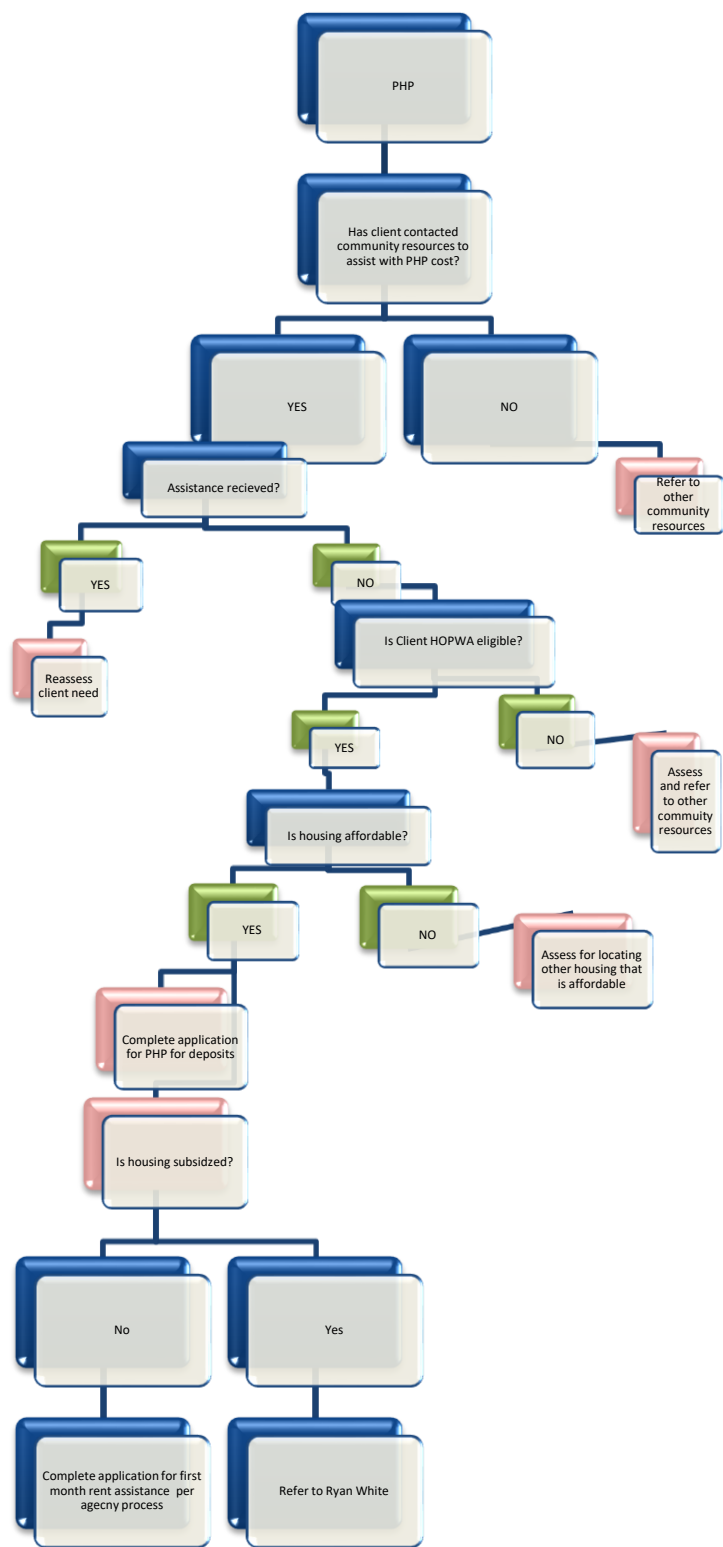 PHP
Has client contacted
community resources to
assist with PHP cost?
YES
NO
Assistance recieved?
Refer to
other
community
resources
YES
NO
Reassess
client need
Is Client HOPWA eligible?
YES
NO
Assess
and refer
to other
commuity
resources
Is housing affordable?
YES
NO
Assess for locating
other housing that
is affordable
Complete application
for PHP for deposits
Is housing subsidzed?
No
Yes
Complete application for first
month rent assistance per
agecny process
Refer to Ryan White